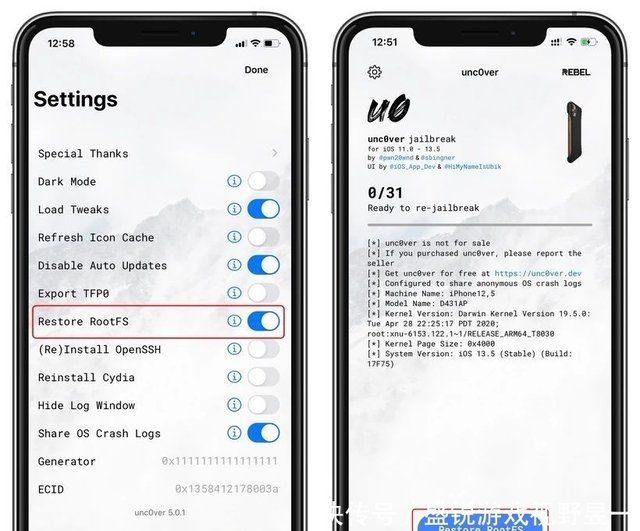 12:58
Done
Settings
Special Thanks
Dark Mode
Load Tweaks
Refresh Icon Cache
Disable Auto Updates
Export TFP0
Restore RootFS
(Re)Install OpenSSH
Reinstall Cydia
Hide Log Window
Share OS Crash Logs
Generator 0x1111111111111111
ECID 0x1358412178003a
unc0ver 5.0.1
12:51
unc0ver
REBEL
u0
unc0ver jailbreak
for iOS 11.0 - 13.5
by @pwn20wnd & @sbingner
UI by @iOS_App_Dev & @HiMyNameIsUbik
0/31
Ready to re-jailbreak
[*] unc0ver is not for sale
[*] If you purchased unc0ver, please report the
seller
[*] Get unc0ver for free at https://unc0ver.dev
[*] Configured to share anonymous OS crash logs
[*] Machine Name: iPhone12,5
[*] Model Name: D431AP
[*] Kernel Version: Darwin Kernel Version 19.5.0:
Tue Apr 28 22:25:17 PDT 2020;
root:xnu-6153.122.1~1/RELEASE_ARM64_T8030
[*] Kernel Page Size: 0x4000
[*] System Version: iOS 13.5 (Stable) (Build:
17F75)
Restore RootFS
快传号
盛锐游戏视野